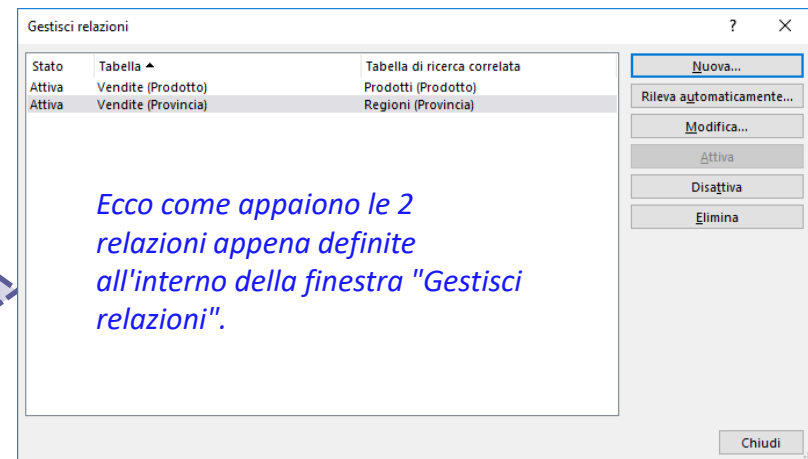 Gestisci relazioni ? ×
Stato Tabella Tabella di ricerca correlata
Attiva Vendite (Prodotto) Prodotti (Prodotto)
Attiva Vendite (Provincia) Regioni (Provincia)
Nuova...
Rileva automaticamente...
Modifica...
Attiva
Disattiva
Elimina
Ecco come appaiono le 2
relazioni appena definite
all'interno della finestra "Gestisci
relazioni".
Chiudi